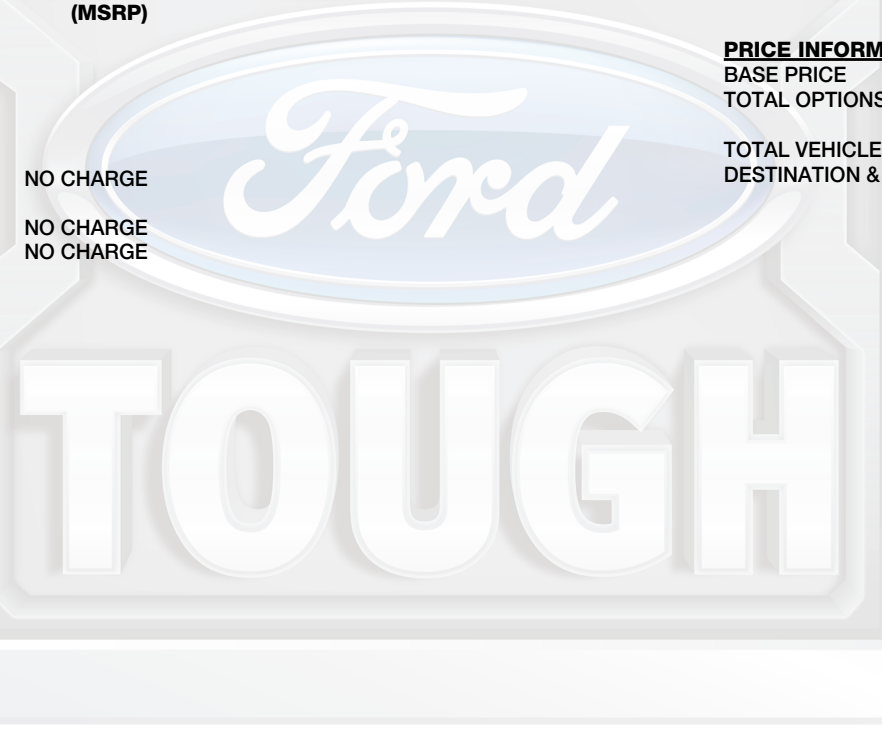 (MSRP)
NO CHARGE
NO CHARGE
NO CHARGE
PRICE INFORM
BASE PRICE
TOTAL OPTIONS
TOTAL VEHICLE
DESTINATION &
Ford
TOUGH